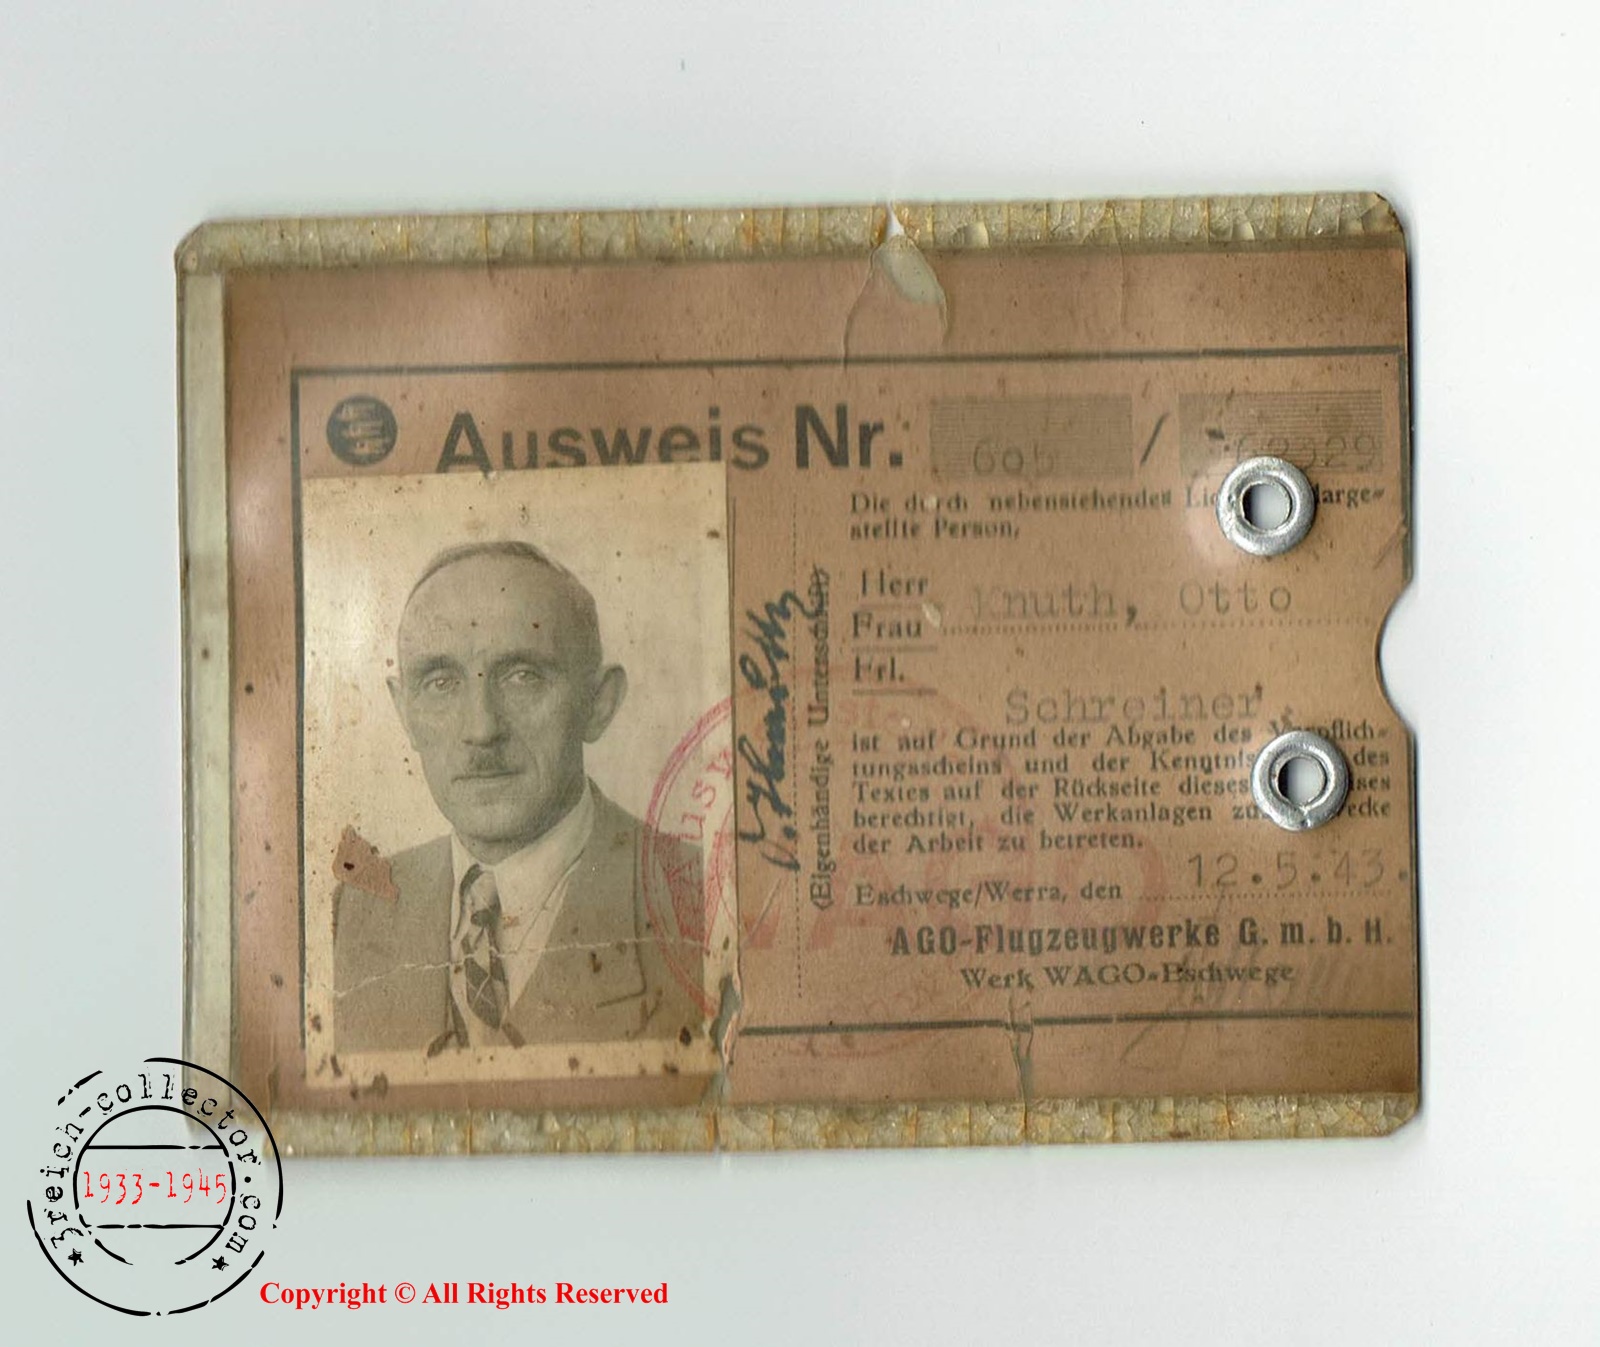 Ausweis Nr. 605 /
Die durch nebenstehendes
stellte Person,
Herr
Frau Knuth, Otto
Frl.
Schreiner
ist auf Grund der Abgabe des
tungsscheins und der Kenntnis des
Textes auf der Rückseite dieses
berechtigt, die Werkanlagen
der Arbeit zu betreten.
Eschwege/Werra, den 12.5.43.
AGO-Flugzeugwerke G. m. b. H.
Werk WAGO-Eschwege
(Eigenhändige Unterschrift)
WAGO
3reich-collector.com
1933-1945
Copyright © All Rights Reserved